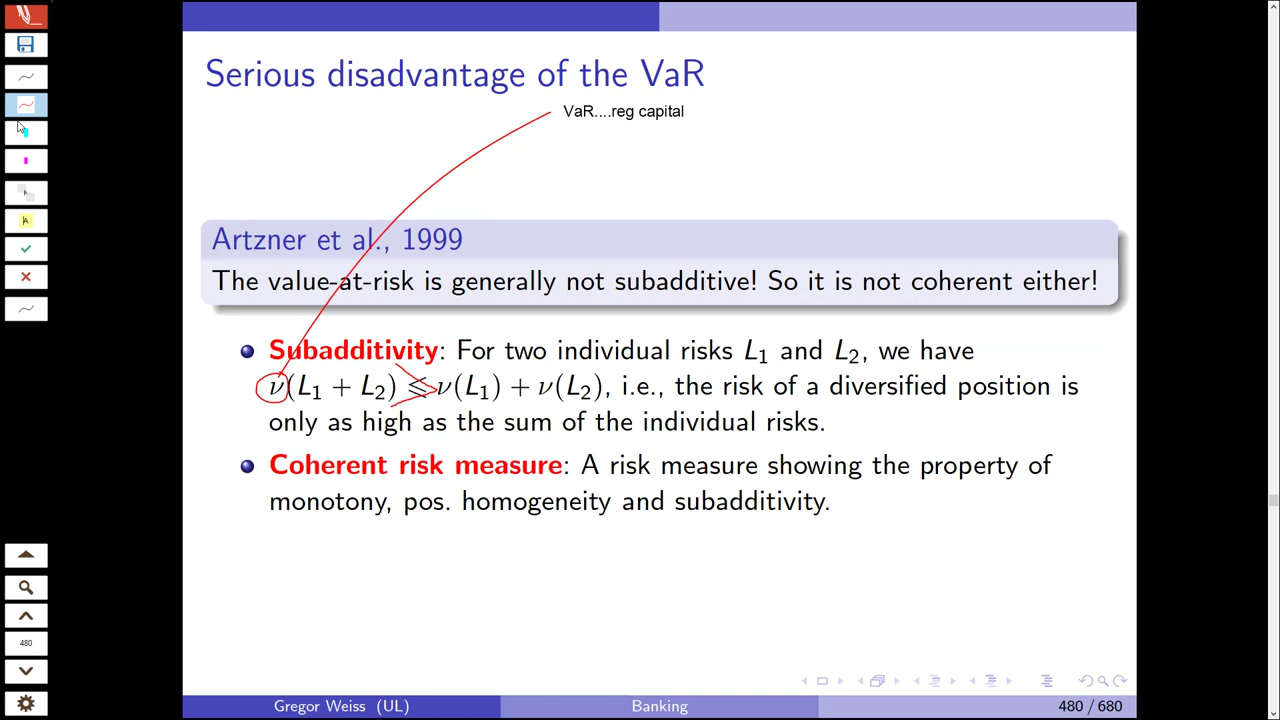 Serious disadvantage of the VaR
VaR....reg capital
Artzner et al., 1999
The value-at-risk is generally not subadditive! So it is not coherent either!
Subadditivity: For two individual risks L₁ and L₂, we have
ν(L₁ + L₂) ⩽ ν(L₁) + ν(L₂), i.e., the risk of a diversified position is
only as high as the sum of the individual risks.
Coherent risk measure: A risk measure showing the property of
monotony, pos. homogeneity and subadditivity.
480
Gregor Weiss (UL) Banking 480 / 680